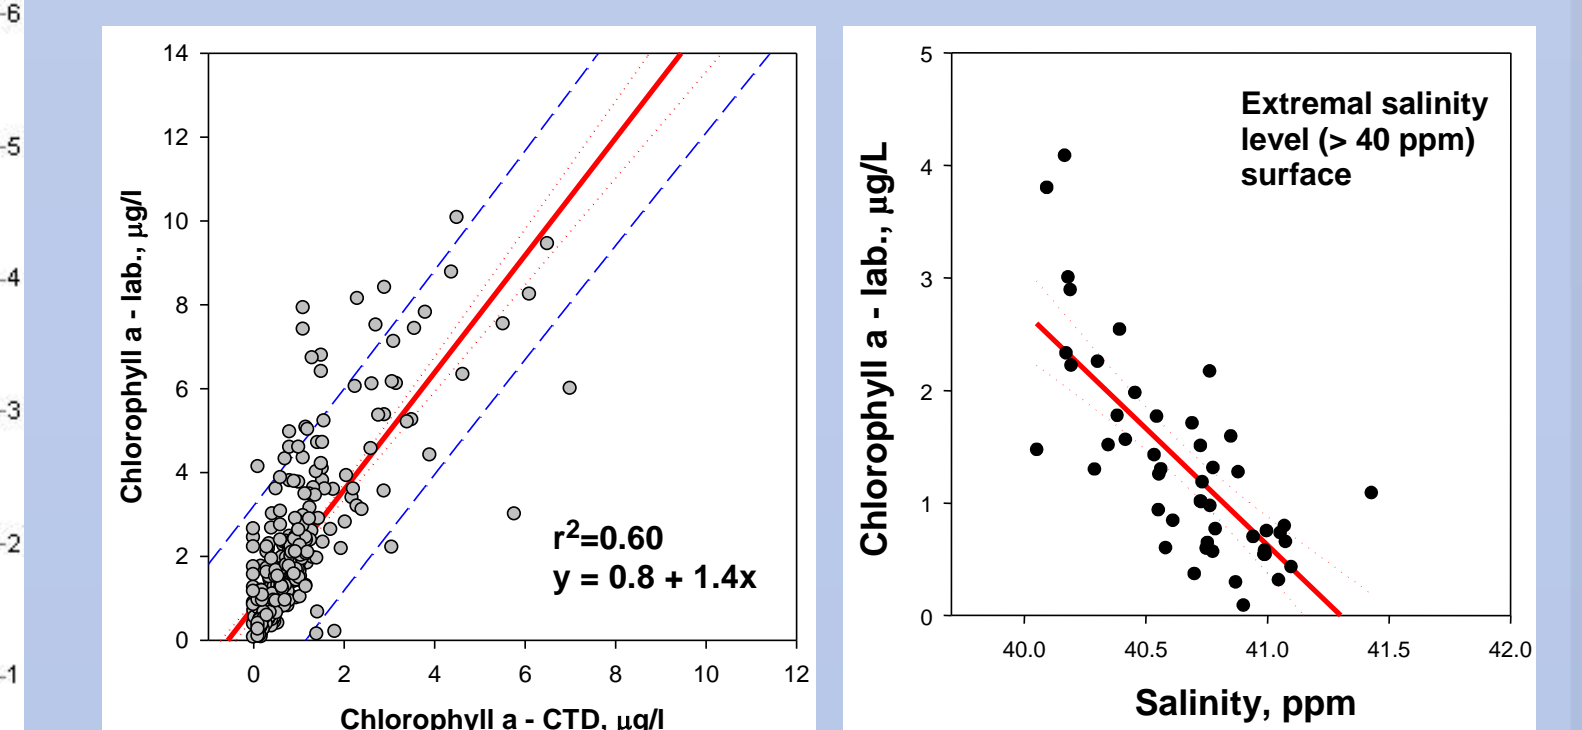 -6
-5
-4
-3
-2
-1
14
12
10
8
6
4
2
0
Chlorophyll a - lab., μg/l
r²=0.60
y = 0.8 + 1.4x
0 2 4 6 8 10 12
Chlorophyll a - CTD, μg/l
5
4
3
2
1
0
Chlorophyll a - lab., μg/L
Extremal salinity
level (> 40 ppm)
surface
40.0 40.5 41.0 41.5 42.0
Salinity, ppm